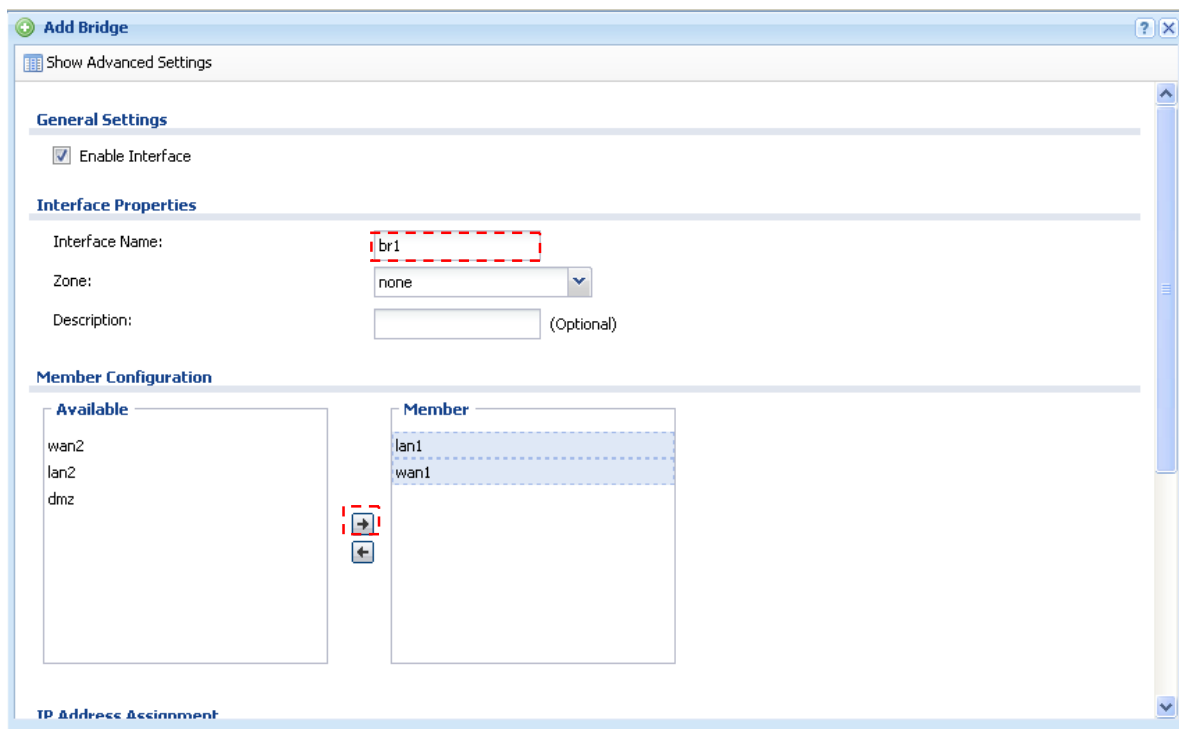 Add Bridge
Show Advanced Settings
General Settings
Enable Interface
Interface Properties
Interface Name: br1
Zone: none
Description: (Optional)
Member Configuration
Available Member
wan2 lan1
lan2 wan1
dmz
IP Address Assignment